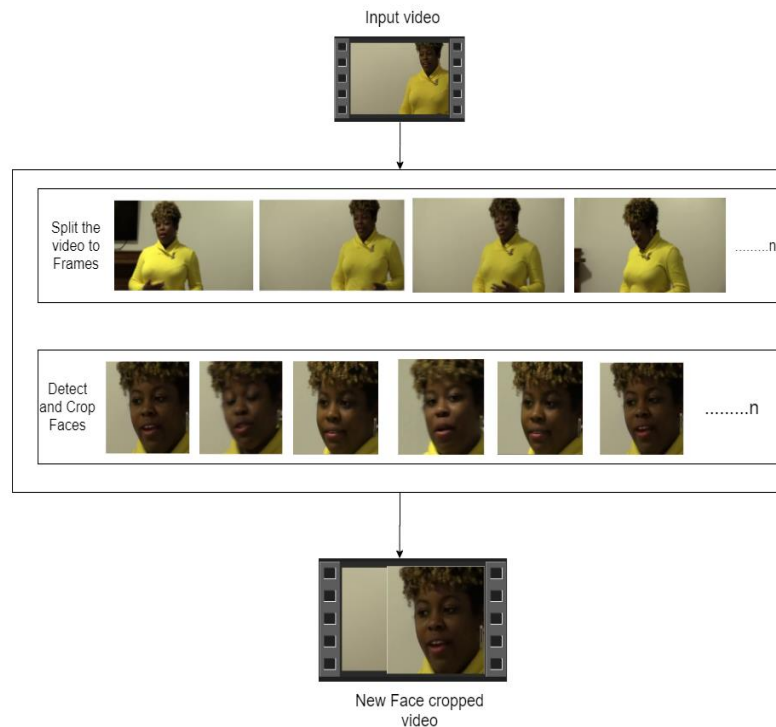 Input video
Split the
video to
Frames
.........n
Detect
and Crop
Faces
.........n
New Face cropped
video